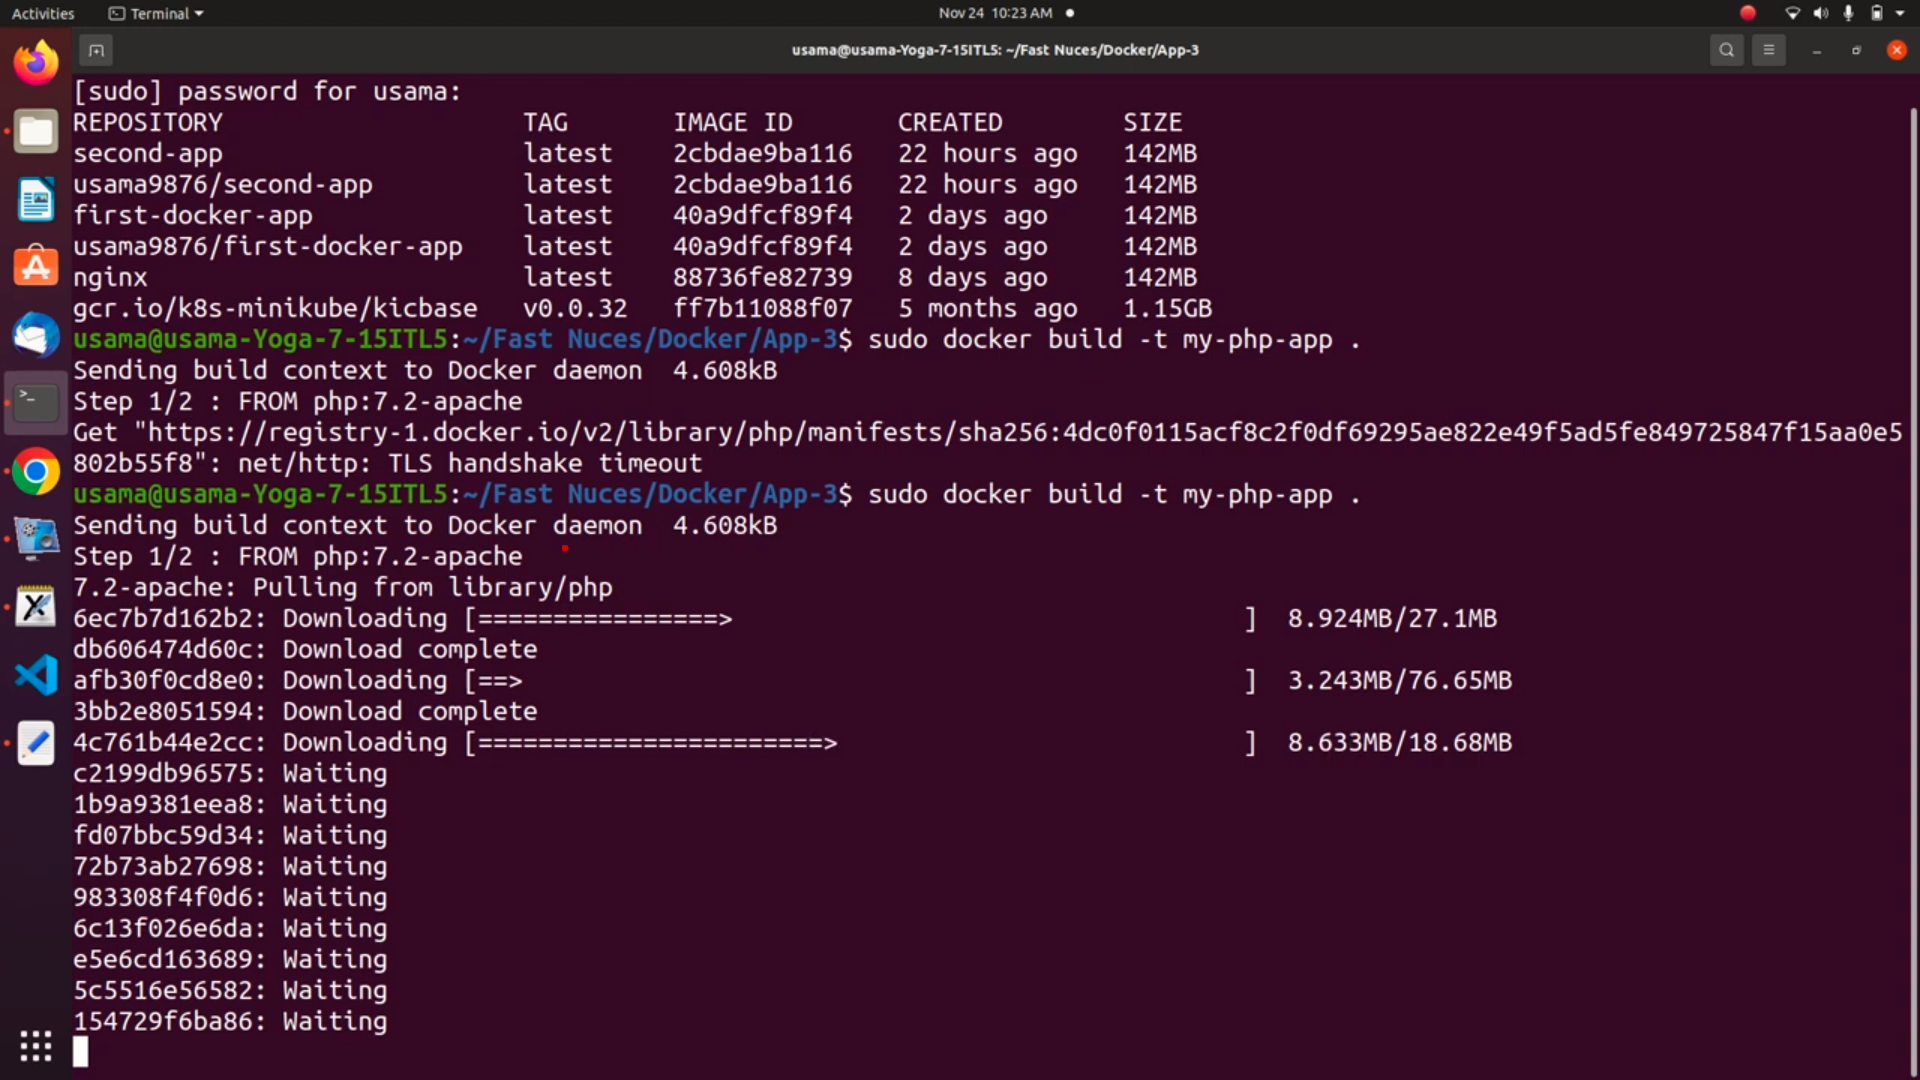 Activities Terminal Nov 24 10:23 AM
usama@usama-Yoga-7-15ITL5: ~/Fast Nuces/Docker/App-3
[sudo] password for usama:
REPOSITORY TAG IMAGE ID CREATED SIZE
second-app latest 2cbdae9ba116 22 hours ago 142MB
usama9876/second-app latest 2cbdae9ba116 22 hours ago 142MB
first-docker-app latest 40a9dfcf89f4 2 days ago 142MB
usama9876/first-docker-app latest 40a9dfcf89f4 2 days ago 142MB
nginx latest 88736fe82739 8 days ago 142MB
gcr.io/k8s-minikube/kicbase v0.0.32 ff7b11088f07 5 months ago 1.15GB
usama@usama-Yoga-7-15ITL5:~/Fast Nuces/Docker/App-3$ sudo docker build -t my-php-app .
Sending build context to Docker daemon 4.608kB
Step 1/2 : FROM php:7.2-apache
Get "https://registry-1.docker.io/v2/library/php/manifests/sha256:4dc0f0115acf8c2f0df69295ae822e49f5ad5fe849725847f15aa0e5
802b55f8": net/http: TLS handshake timeout
usama@usama-Yoga-7-15ITL5:~/Fast Nuces/Docker/App-3$ sudo docker build -t my-php-app .
Sending build context to Docker daemon 4.608kB
Step 1/2 : FROM php:7.2-apache
7.2-apache: Pulling from library/php
6ec7b7d162b2: Downloading [================> ] 8.924MB/27.1MB
db606474d60c: Download complete
afb30f0cd8e0: Downloading [==> ] 3.243MB/76.65MB
3bb2e8051594: Download complete
4c761b44e2cc: Downloading [=======================> ] 8.633MB/18.68MB
c2199db96575: Waiting
1b9a9381eea8: Waiting
fd07bbc59d34: Waiting
72b73ab27698: Waiting
983308f4f0d6: Waiting
6c13f026e6da: Waiting
e5e6cd163689: Waiting
5c5516e56582: Waiting
154729f6ba86: Waiting